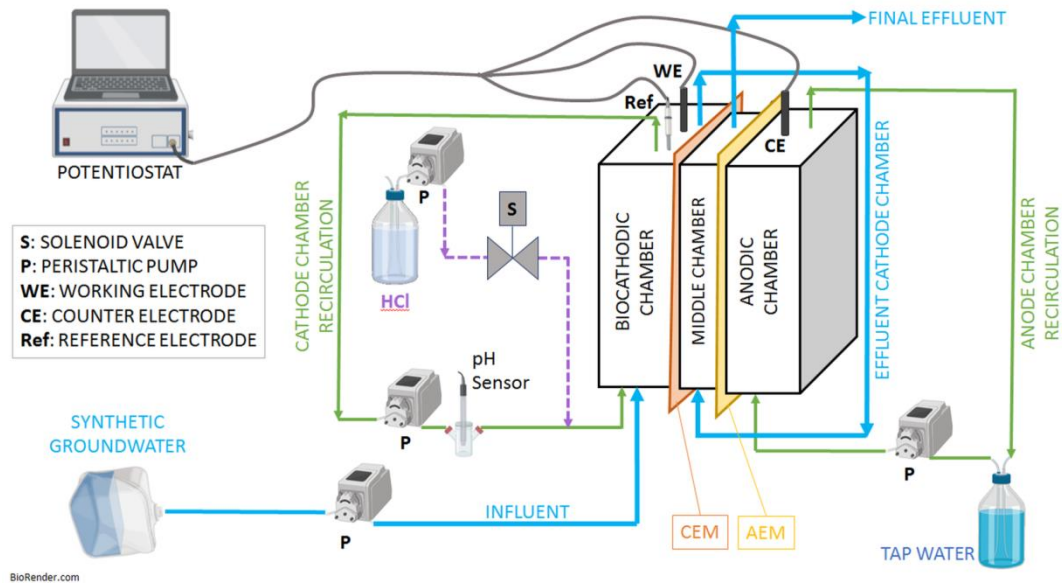 FINAL EFFLUENT
WE
Ref
CE
POTENTIOSTAT
P
S
HCl
CATHODE CHAMBER
RECIRCULATION
S: SOLENOID VALVE
P: PERISTALTIC PUMP
WE: WORKING ELECTRODE
CE: COUNTER ELECTRODE
Ref: REFERENCE ELECTRODE
BIOCATHODIC
CHAMBER
MIDDLE CHAMBER
ANODIC
CHAMBER
EFFLUENT CATHODE CHAMBER
ANODE CHAMBER
RECIRCULATION
pH
Sensor
P
SYNTHETIC
GROUNDWATER
P
INFLUENT
CEM
AEM
P
TAP WATER
BioRender.com